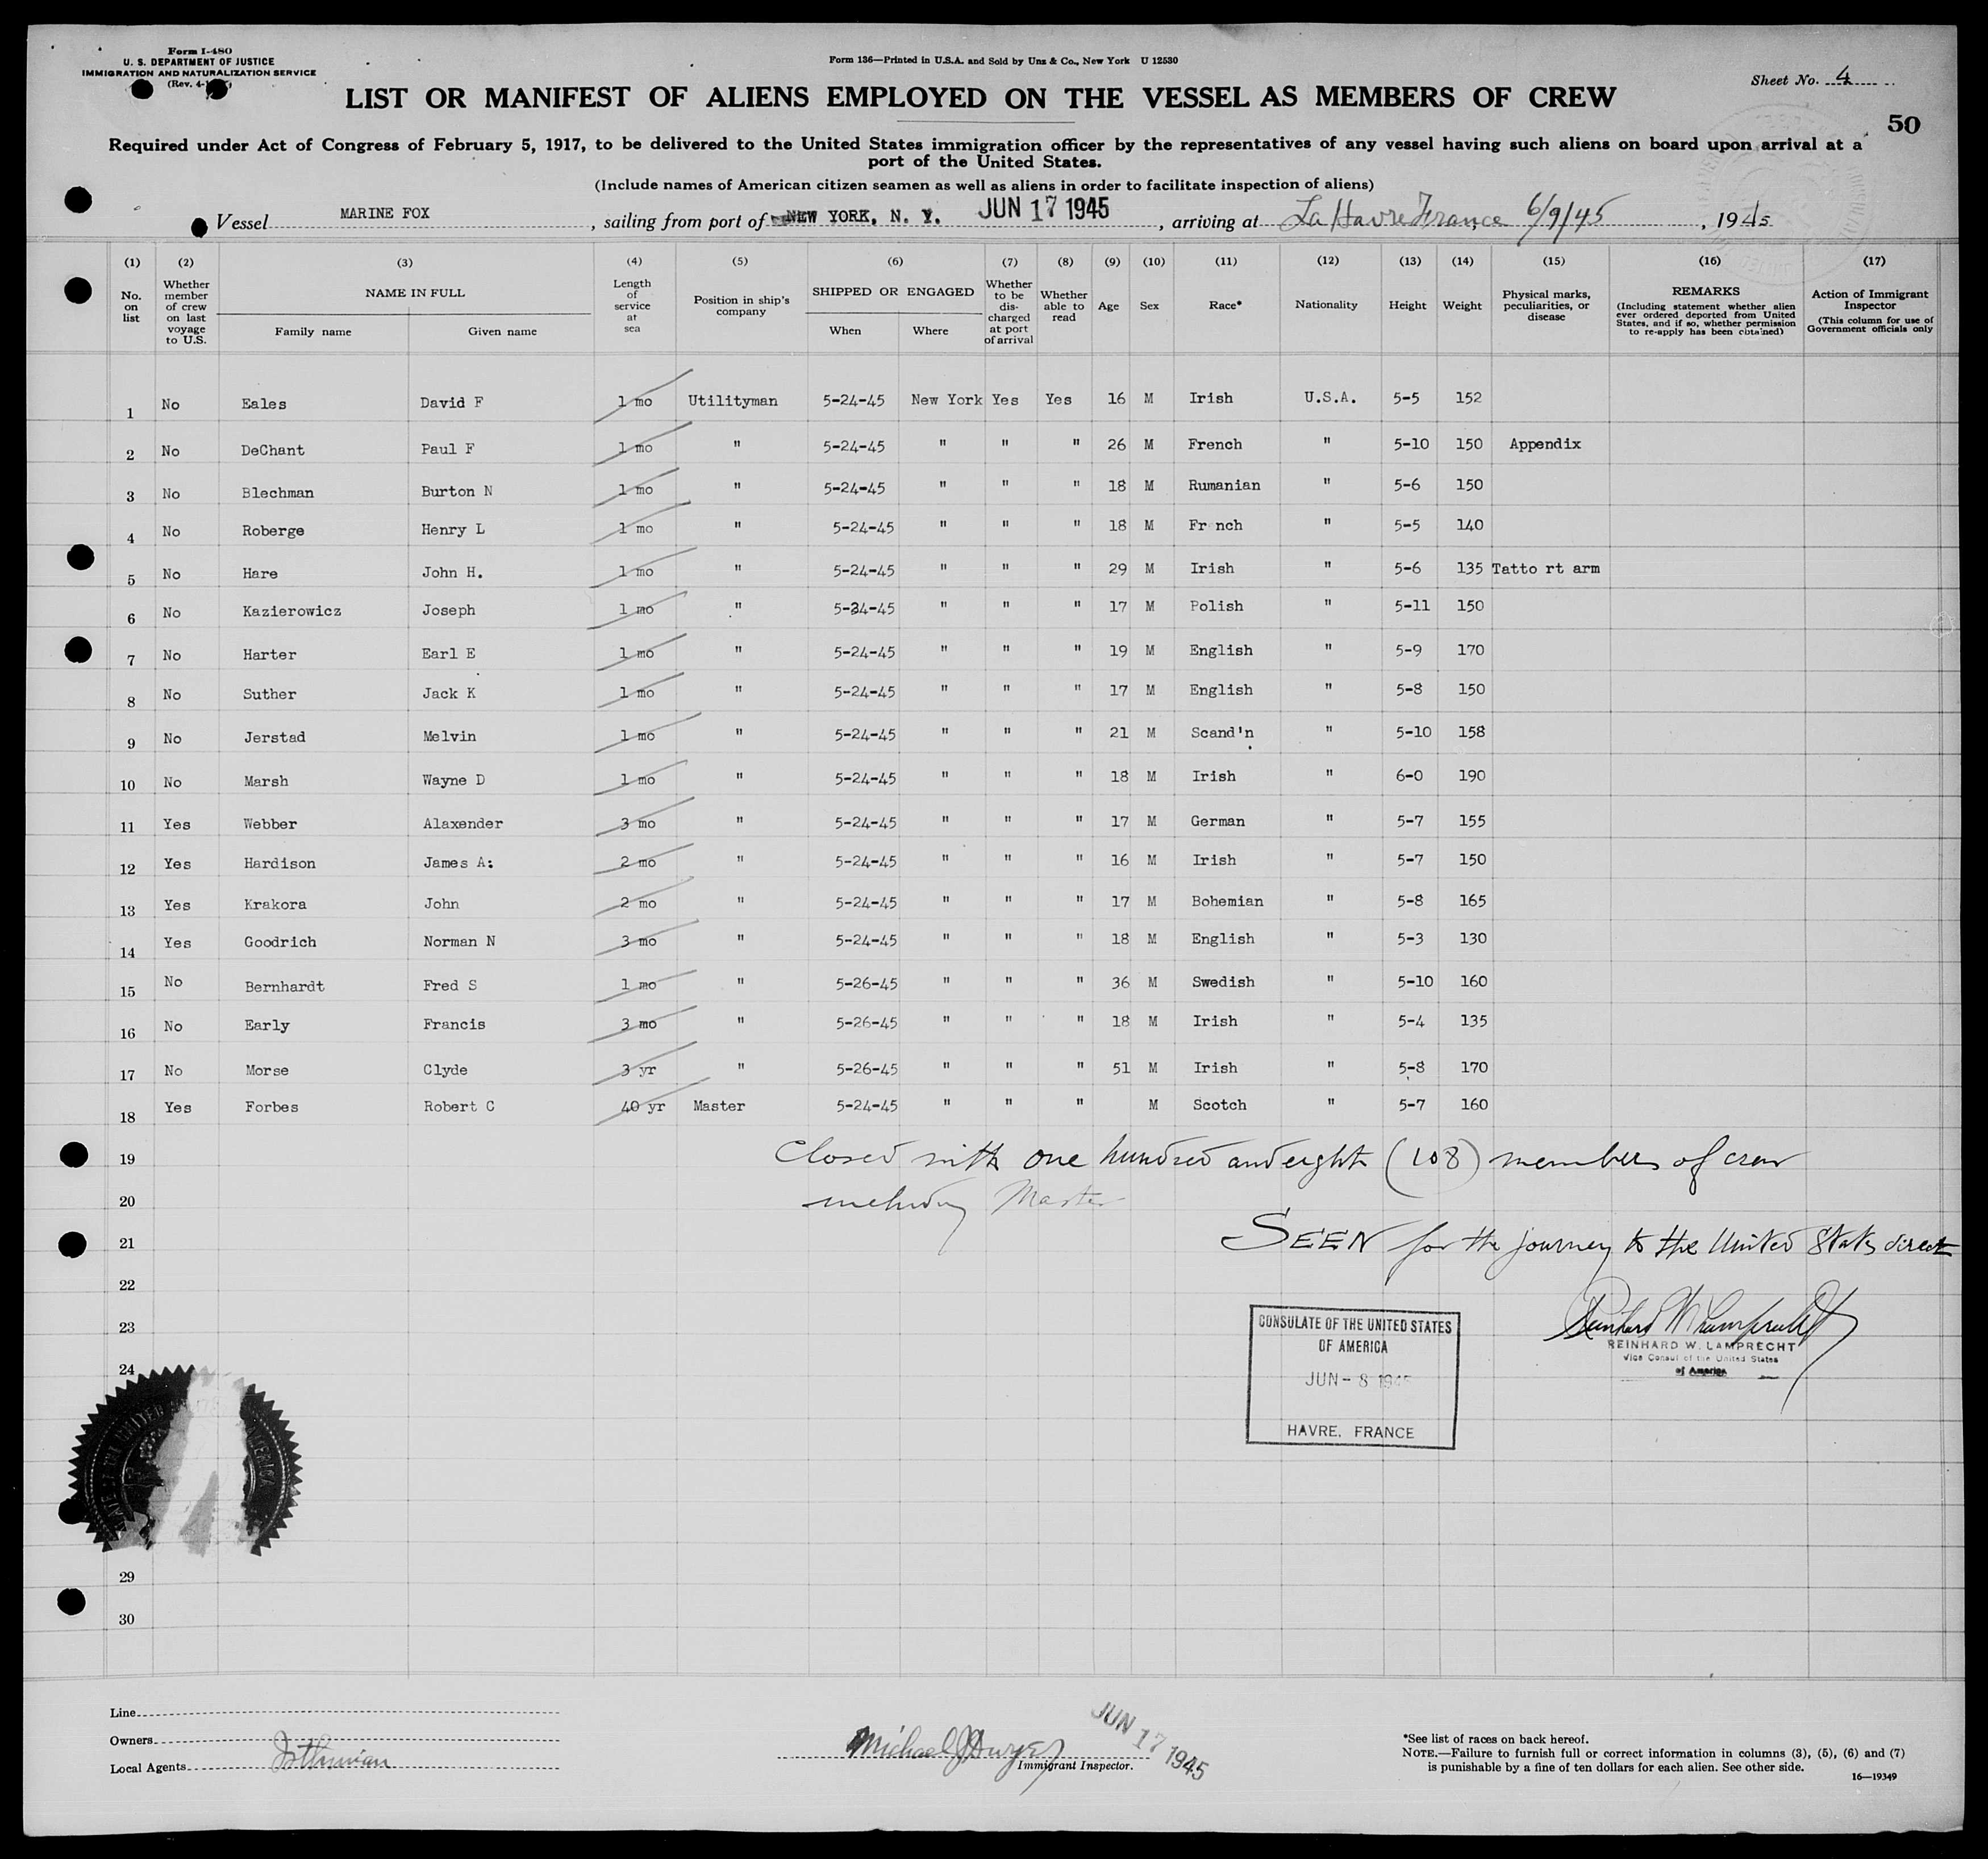 Form I-480
U. S. DEPARTMENT OF JUSTICE
IMMIGRATION AND NATURALIZATION SERVICE
(Rev. 4-
Form 136—Printed in U.S.A. and Sold by Unz & Co., New York U 12530
Sheet No. 4
LIST OR MANIFEST OF ALIENS EMPLOYED ON THE VESSEL AS MEMBERS OF CREW
50
Required under Act of Congress of February 5, 1917, to be delivered to the United States immigration officer by the representatives of any vessel having such aliens on board upon arrival at a
port of the United States.
(Include names of American citizen seamen as well as aliens in order to facilitate inspection of aliens)
Vessel MARINE FOX, sailing from port of NEW YORK, N. Y. JUN 17 1945, arriving at La Havre France, 6/9/45, 1945
(1) (2) (3) (4) (5) (6) (7) (8) (9) (10) (11) (12) (13) (14) (15) (16) (17)
No. on list
Whether member of crew on last voyage to U.S.
NAME IN FULL
Family name
Given name
Length of service at sea
Position in ship's company
SHIPPED OR ENGAGED
When
Where
Whether to be discharged at port of arrival
Whether able to read
Age
Sex
Race*
Nationality
Height
Weight
Physical marks, peculiarities, or disease
REMARKS
(Including statement whether alien ever ordered deported from United States, and if so, whether permission to re-apply has been obtained)
Action of Immigrant Inspector
(This column for use of Government officials only
1 No Eales David F 1 mo Utilityman 5-24-45 New York Yes Yes 16 M Irish U.S.A. 5-5 152
2 No DeChant Paul F 1 mo " 5-24-45 " " " 26 M French " 5-10 150 Appendix
3 No Blechman Burton N 1 mo " 5-24-45 " " " 18 M Rumanian " 5-6 150
4 No Roberge Henry L 1 mo " 5-24-45 " " " 18 M Fr nch " 5-5 140
5 No Hare John H. 1 mo " 5-24-45 " " " 29 M Irish " 5-6 135 Tatto rt arm
6 No Kazierowicz Joseph 1 mo " 5-24-45 " " " 17 M Polish " 5-11 150
7 No Harter Earl E 1 mo " 5-24-45 " " " 19 M English " 5-9 170
8 No Suther Jack K 1 mo " 5-24-45 " " " 17 M English " 5-8 150
9 No Jerstad Melvin 1 mo " 5-24-45 " " " 21 M Scand'n " 5-10 158
10 No Marsh Wayne D 1 mo " 5-24-45 " " " 18 M Irish " 6-0 190
11 Yes Webber Alaxender 3 mo " 5-24-45 " " " 17 M German " 5-7 155
12 Yes Hardison James A: 2 mo " 5-24-45 " " " 16 M Irish " 5-7 150
13 Yes Krakora John 2 mo " 5-24-45 " " " 17 M Bohemian " 5-8 165
14 Yes Goodrich Norman N 3 mo " 5-24-45 " " " 18 M English " 5-3 130
15 No Bernhardt Fred S 1 mo " 5-26-45 " " " 36 M Swedish " 5-10 160
16 No Early Francis 3 mo " 5-26-45 " " " 18 M Irish " 5-4 135
17 No Morse Clyde 3 yr " 5-26-45 " " " 51 M Irish " 5-8 170
18 Yes Forbes Robert C 40 yr Master 5-24-45 " " " M Scotch " 5-7 160
19 Closed with one hundred and eight (108) members of crew
20 including Master
21 SEEN for the journey to the United States direct
22
23
24
CONSULATE OF THE UNITED STATES
OF AMERICA
JUN - 8 1945
HAVRE, FRANCE
Reinhard W. Lamprecht
REINHARD W. LAMPRECHT
Vice Consul of the United States
of America
29
30
Line
Owners
Local Agents Isthmian
Michael J Dwyer
Immigrant Inspector.
JUN 17 1945
*See list of races on back hereof.
NOTE.—Failure to furnish full or correct information in columns (3), (5), (6) and (7)
is punishable by a fine of ten dollars for each alien. See other side.
16—19349